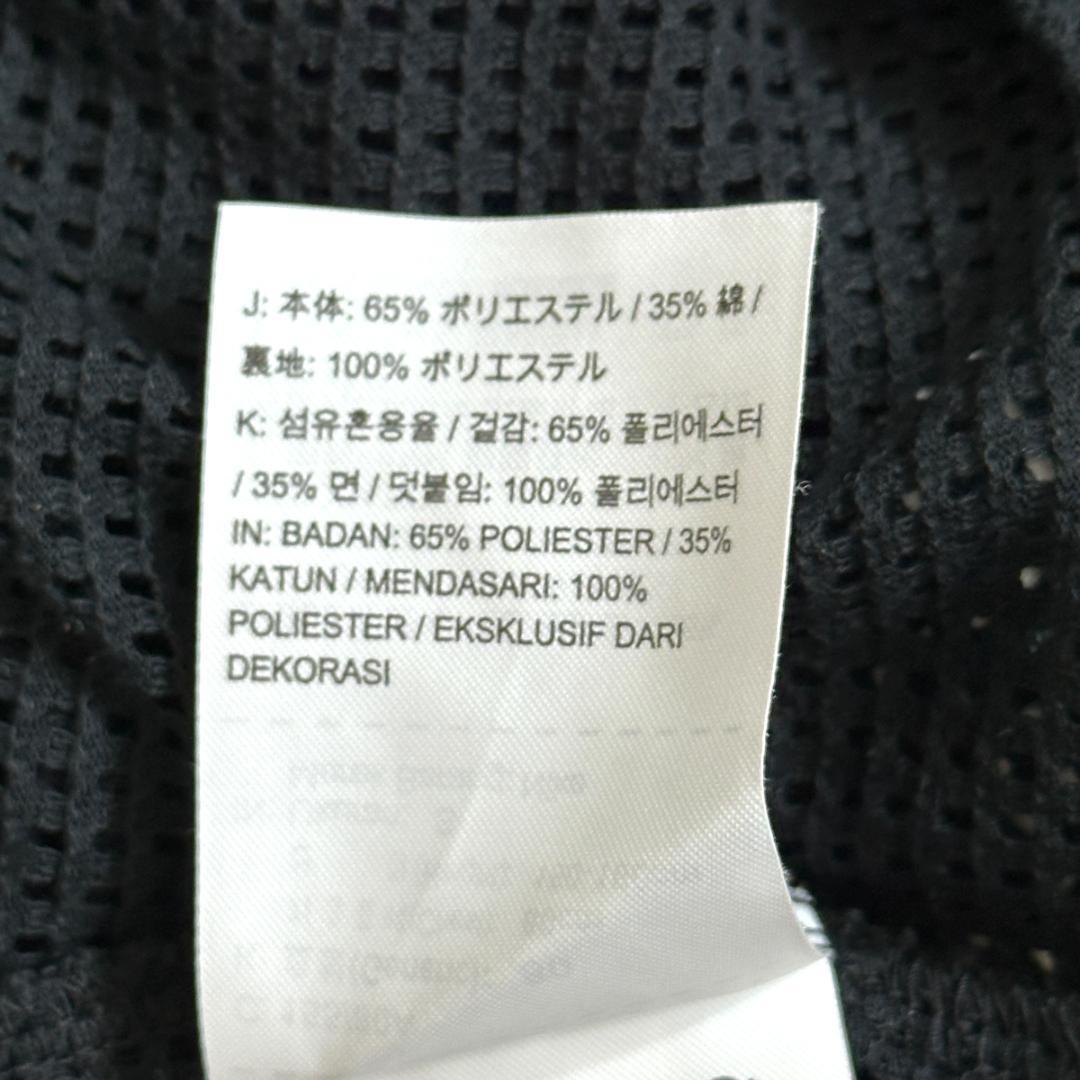 J: 本体: 65% ポリエステル / 35% 綿 /
裏地: 100% ポリエステル
K: 섬유혼용율 / 겉감: 65% 폴리에스터
/ 35% 면 / 덧붙임: 100% 폴리에스터
IN: BADAN: 65% POLIESTER / 35%
KATUN / MENDASARI: 100%
POLIESTER / EKSKLUSIF DARI
DEKORASI